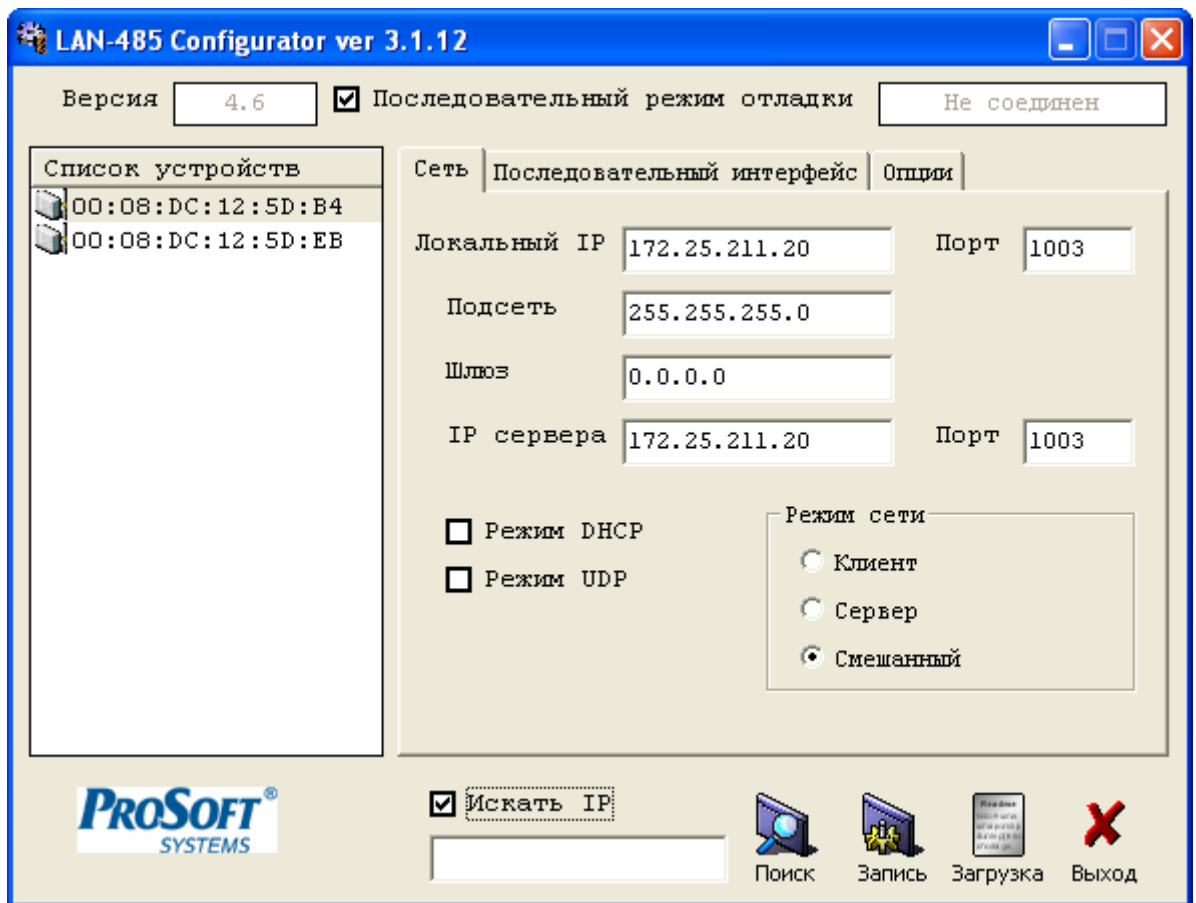 LAN-485 Configurator ver 3.1.12
Версия 4.6 Последовательный режим отладки Не соединен
Список устройств
00:08:DC:12:5D:B4
00:08:DC:12:5D:EB
Сеть Последовательный интерфейс Опции
Локальный IP 172.25.211.20 Порт 1003
Подсеть 255.255.255.0
Шлюз 0.0.0.0
IP сервера 172.25.211.20 Порт 1003
Режим DHCP
Режим UDP
Режим сети
Клиент
Сервер
Смешанный
PROSOFT®
SYSTEMS
Искать IP
Readme
Поиск Запись Загрузка Выход